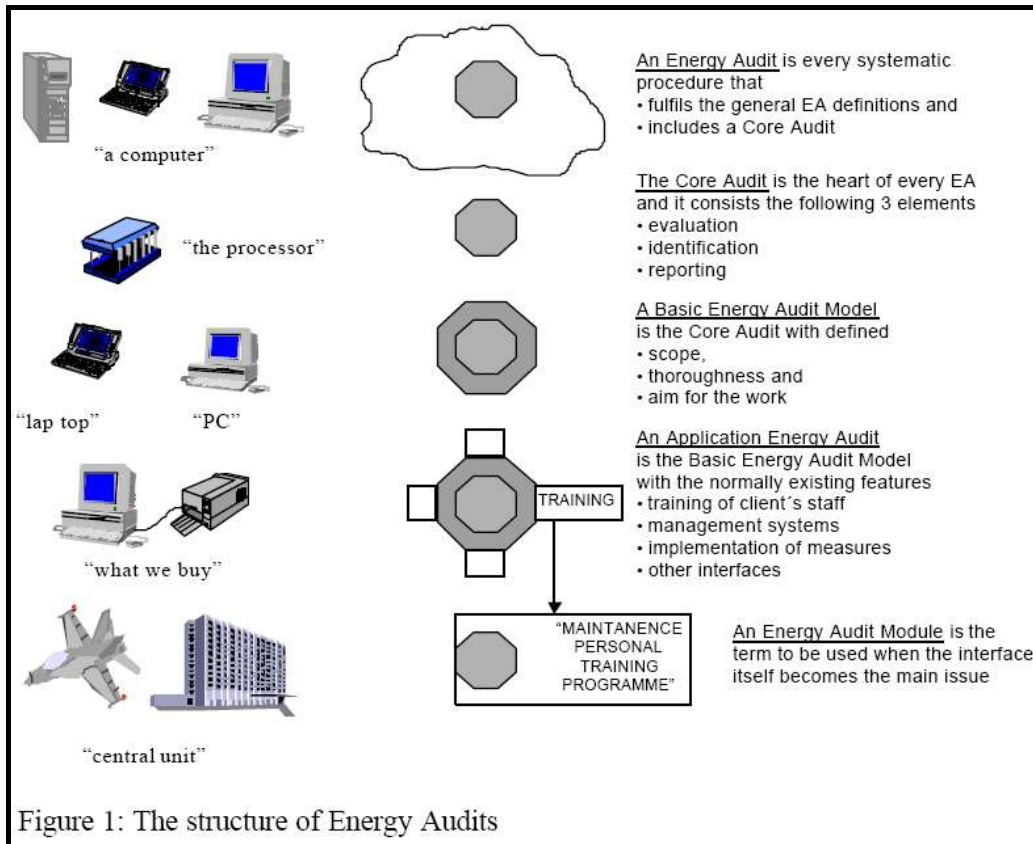 "a computer"
An Energy Audit is every systematic
procedure that
• fulfils the general EA definitions and
• includes a Core Audit
"the processor"
The Core Audit is the heart of every EA
and it consists the following 3 elements
• evaluation
• identification
• reporting
"lap top"
"PC"
A Basic Energy Audit Model
is the Core Audit with defined
• scope,
• thoroughness and
• aim for the work
"what we buy"
TRAINING
An Application Energy Audit
is the Basic Energy Audit Model
with the normally existing features
• training of client´s staff
• management systems
• implementation of measures
• other interfaces
"central unit"
"MAINTANENCE
PERSONAL
TRAINING
PROGRAMME"
An Energy Audit Module is the
term to be used when the interface
itself becomes the main issue
Figure 1: The structure of Energy Audits